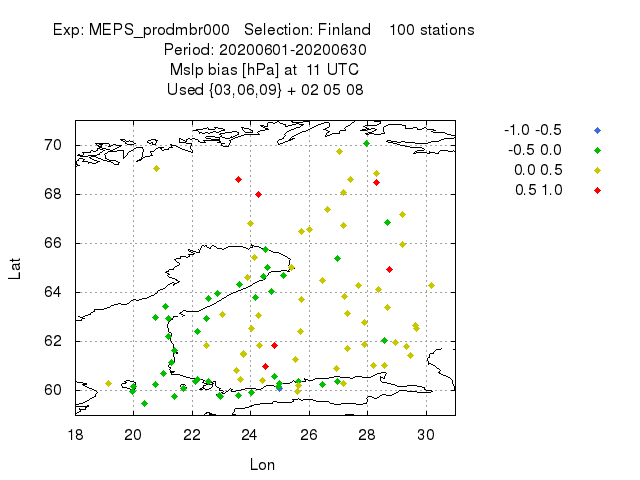 Exp: MEPS_prodmbr000 Selection: Finland 100 stations
Period: 20200601-20200630
Mslp bias [hPa] at 11 UTC
Used {03,06,09} + 02 05 08
-1.0 -0.5
-0.5 0.0
0.0 0.5
0.5 1.0
70
68
66
64
62
60
Lat
18 20 22 24 26 28 30
Lon